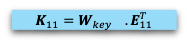 K₁₁ = W_key . E₁₁ᵀ